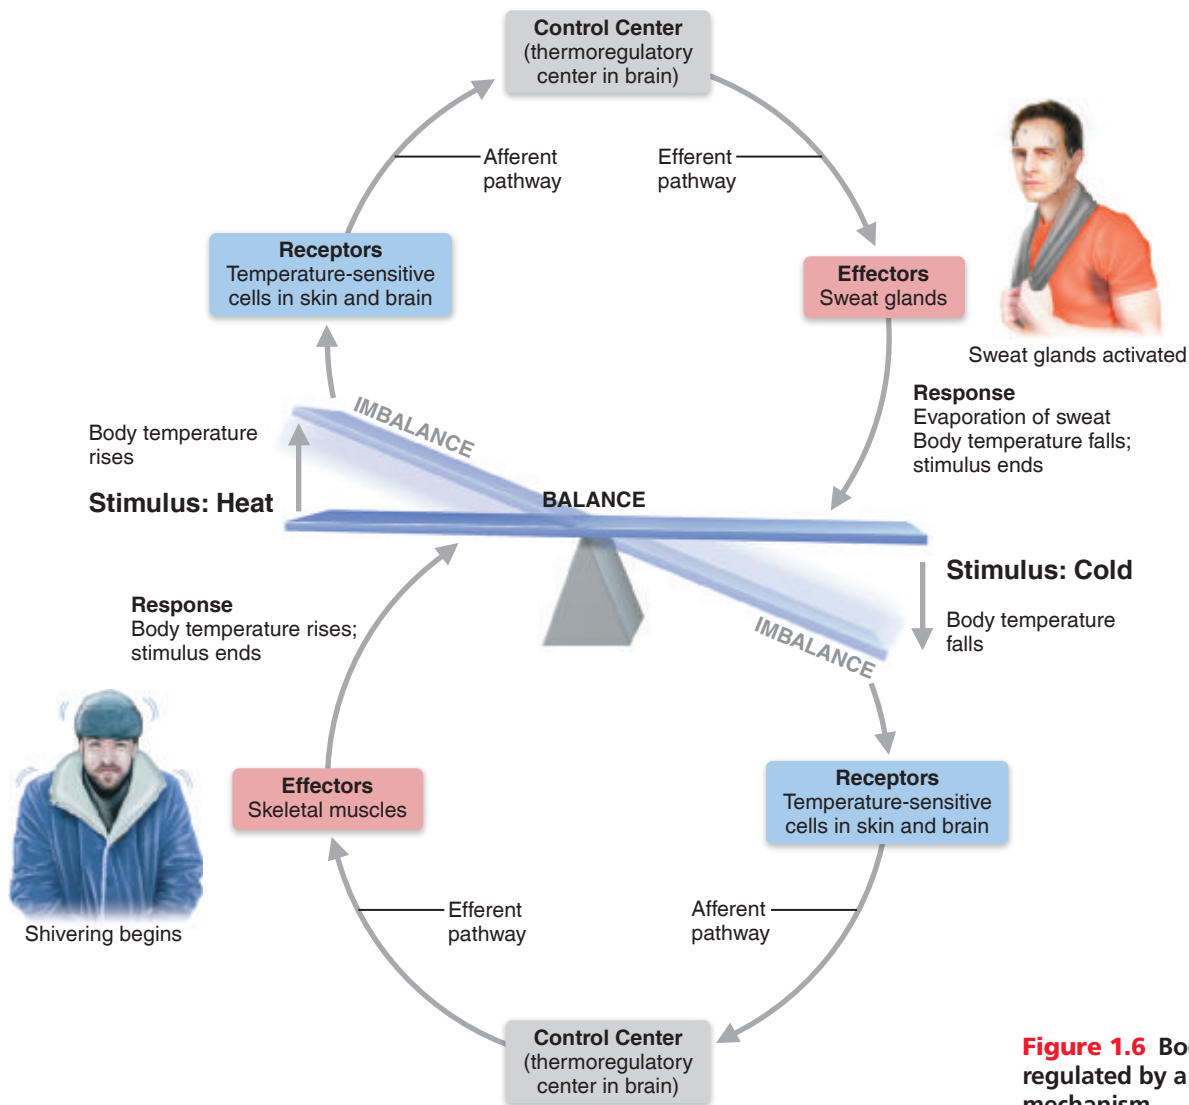 Control Center
(thermoregulatory
center in brain)
Afferent
pathway
Efferent
pathway
Receptors
Temperature-sensitive
cells in skin and brain
Effectors
Sweat glands
Sweat glands activated
Response
Evaporation of sweat
Body temperature falls;
stimulus ends
IMBALANCE
Body temperature
rises
Stimulus: Heat
BALANCE
Stimulus: Cold
Body temperature
falls
IMBALANCE
Response
Body temperature rises;
stimulus ends
Effectors
Skeletal muscles
Shivering begins
Receptors
Temperature-sensitive
cells in skin and brain
Efferent
pathway
Afferent
pathway
Control Center
(thermoregulatory
center in brain)
Figure 1.6
regulated by a